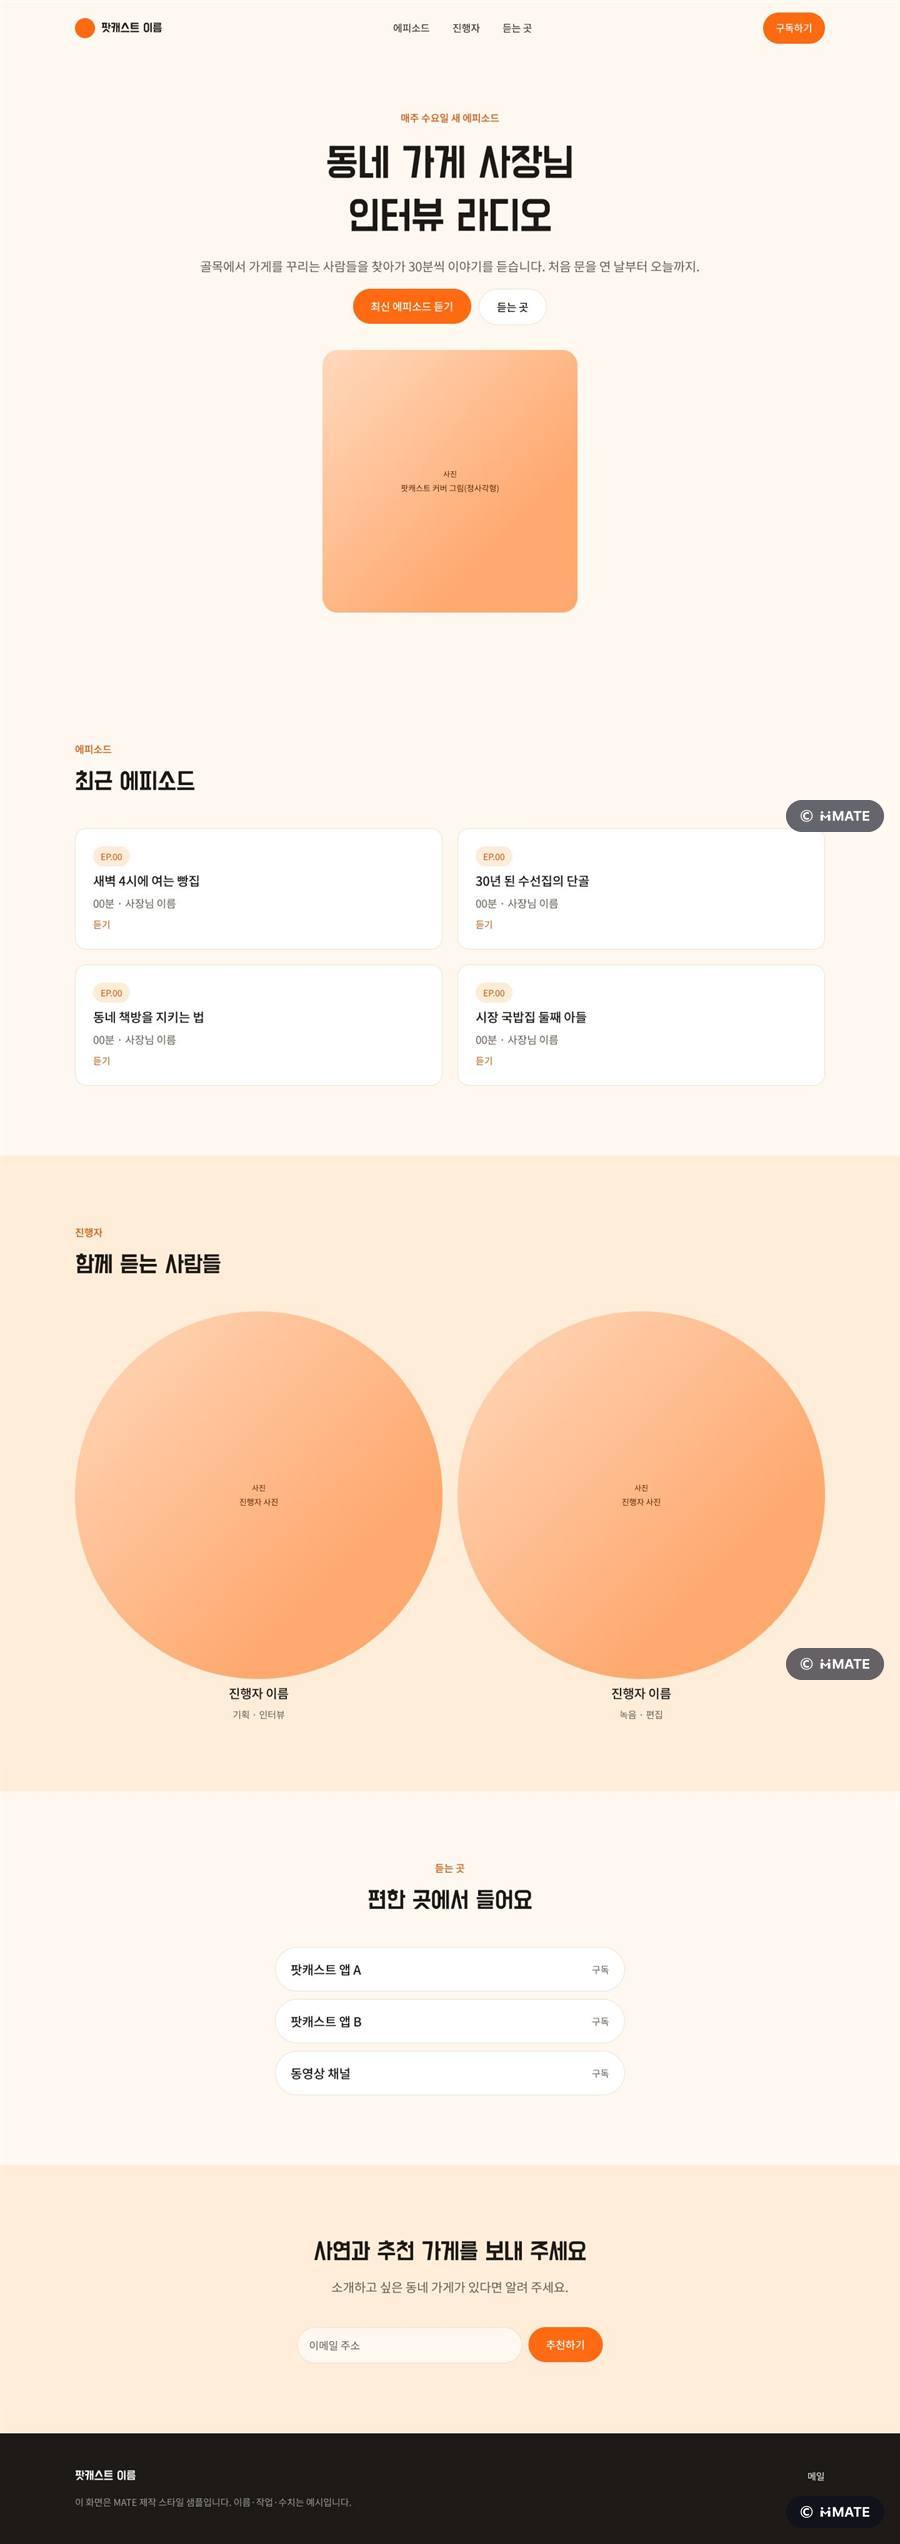 팟캐스트 이름
에피소드 진행자 듣는 곳
구독하기
매주 수요일 새 에피소드
동네 가게 사장님
인터뷰 라디오
골목에서 가게를 꾸리는 사람들을 찾아가 30분씩 이야기를 듣습니다. 처음 문을 연 날부터 오늘까지.
최신 에피소드 듣기
듣는 곳
사진
팟캐스트 커버 그림(정사각형)
에피소드
최근 에피소드
© MATE
EP.00
새벽 4시에 여는 빵집
00분 · 사장님 이름
듣기
EP.00
30년 된 수선집의 단골
00분 · 사장님 이름
듣기
EP.00
동네 책방을 지키는 법
00분 · 사장님 이름
듣기
EP.00
시장 국밥집 둘째 아들
00분 · 사장님 이름
듣기
진행자
함께 듣는 사람들
사진
진행자 사진
사진
진행자 사진
© MATE
진행자 이름
기획 · 인터뷰
진행자 이름
녹음 · 편집
듣는 곳
편한 곳에서 들어요
팟캐스트 앱 A 구독
팟캐스트 앱 B 구독
동영상 채널 구독
사연과 추천 가게를 보내 주세요
소개하고 싶은 동네 가게가 있다면 알려 주세요.
이메일 주소
추천하기
팟캐스트 이름
메일
이 화면은 MATE 제작 스타일 샘플입니다. 이름·작업·수치는 예시입니다.
© MATE